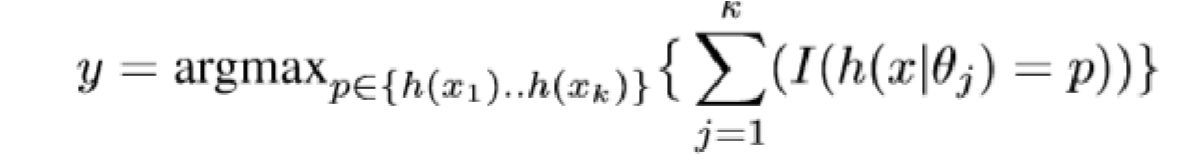 y = argmax_{p∈{h(x_1)..h(x_k)}} { \sum_{j=1}^{κ} (I(h(x|θ_j) = p))}